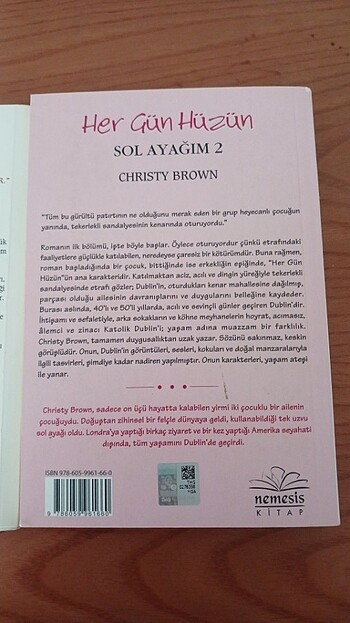 Her Gün Hüzün
SOL AYAĞIM 2
CHRISTY BROWN
"Tüm bu gürültü patırtının ne olduğunu merak eden bir grup heyecanlı çocuğun
yanında, tekerlekli sandalyesinin kenarında oturuyordu."
Romanın ilk bölümü, işte böyle başlar. Öylece oturuyordur çünkü etrafındaki
faaliyetlere güçlükle katılabilen, neredeyse çaresiz bir kötürümdür. Buna rağmen,
roman başladığında bir çocuk, bittiğinde ise erkekliğin eşiğinde, "Her Gün
Hüzün"ün ana karakteridir. Katılmaktan aciz, acılı ve dingin yüreğiyle tekerlekli
sandalyesinde etrafı gözler; Dublin'in, oturdukları kenar mahallesine dağılmış,
parçası olduğu ailesinin davranışlarını ve duygularını belleğine kaydeder.
Burası aslında, 40'lı ve 50'li yıllarda, acılı ve sevinçli günler geçiren Dublin'dir.
İhtişamı ve sefaletiyle, arka sokakların ve köhne meyhanelerin hoyrat, acımasız,
âlemci ve zinacı Katolik Dublin'i; yaşam adına muazzam bir farklılık.
Christy Brown, tamamen duygusallıktan uzak yazar. Sözünü sakınmaz, keskin
görüşlüdür. Onun, Dublin'in görüntüleri, sesleri, kokuları ve doğal manzaralarıyla
ilgili tasvirleri, şimdiye kadar nadiren yapılmıştır. Onun karakterleri, yaşam ateşi
ile yanar.
Christy Brown, sadece on üçü hayatta kalabilen yirmi iki çocuklu bir ailenin
çocuğuydu. Doğuştan zihinsel bir felçle dünyaya geldi, kullanabildiği tek uzvu
sol ayağı oldu. Londra'ya yaptığı birkaç ziyaret ve bir kez yaptığı Amerika seyahati
dışında, tüm yaşamını Dublin'de geçirdi.
ISBN 978-605-9961-66-0
9 786059 961660
nemesis
KİTAP